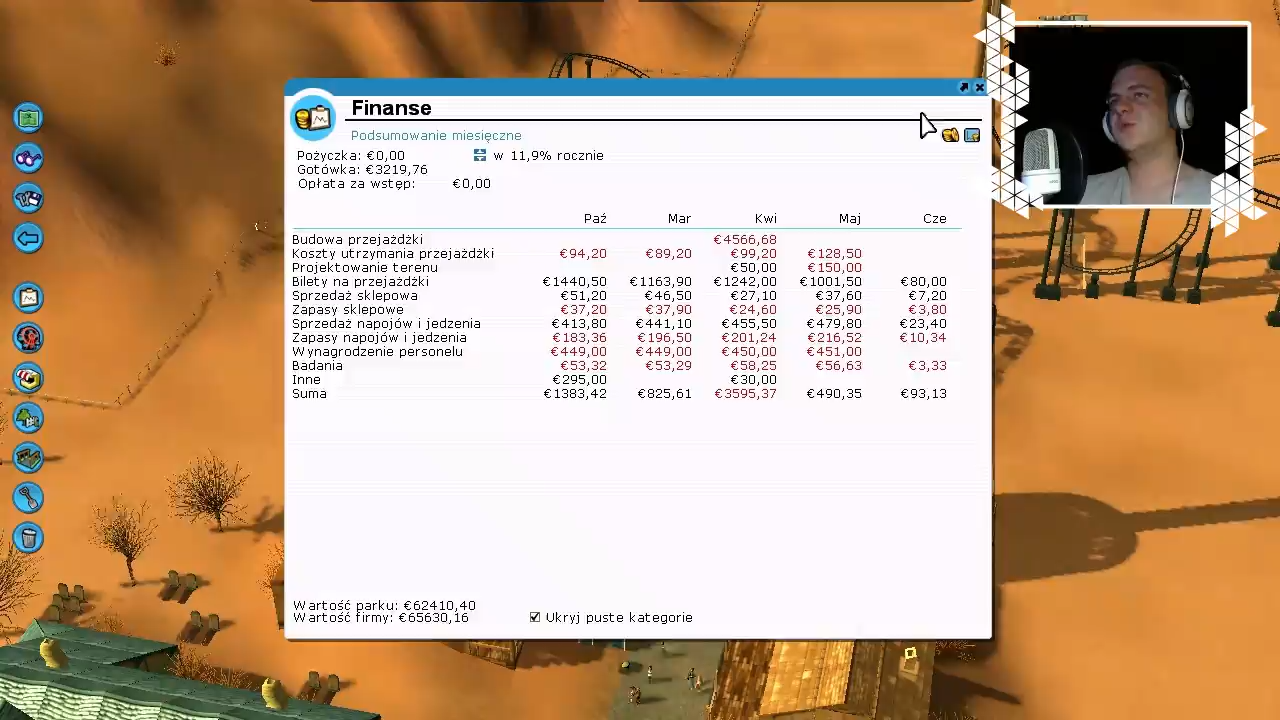 Finanse
Podsumowanie miesięczne
Pożyczka: €0,00 w 11,9% rocznie
Gotówka: €3219,76
Opłata za wstęp: €0,00
Paź Mar Kwi Maj Cze
Budowa przejażdżki €4566,68
Koszty utrzymania przejażdżki €94,20 €89,20 €99,20 €128,50
Projektowanie terenu €50,00 €150,00
Bilety na przejażdżki €1440,50 €1163,90 €1242,00 €1001,50 €80,00
Sprzedaż sklepowa €51,20 €46,50 €27,10 €37,60 €7,20
Zapasy sklepowe €37,20 €37,90 €24,60 €25,90 €3,80
Sprzedaż napojów i jedzenia €413,80 €441,10 €455,50 €479,80 €23,40
Zapasy napojów i jedzenia €183,36 €196,50 €201,24 €216,52 €10,34
Wynagrodzenie personelu €449,00 €449,00 €450,00 €451,00
Badania €53,32 €53,29 €58,25 €56,63 €3,33
Inne €295,00 €30,00
Suma €1383,42 €825,61 €3595,37 €490,35 €93,13
Wartość parku: €62410,40
Wartość firmy: €65630,16
Ukryj puste kategorie